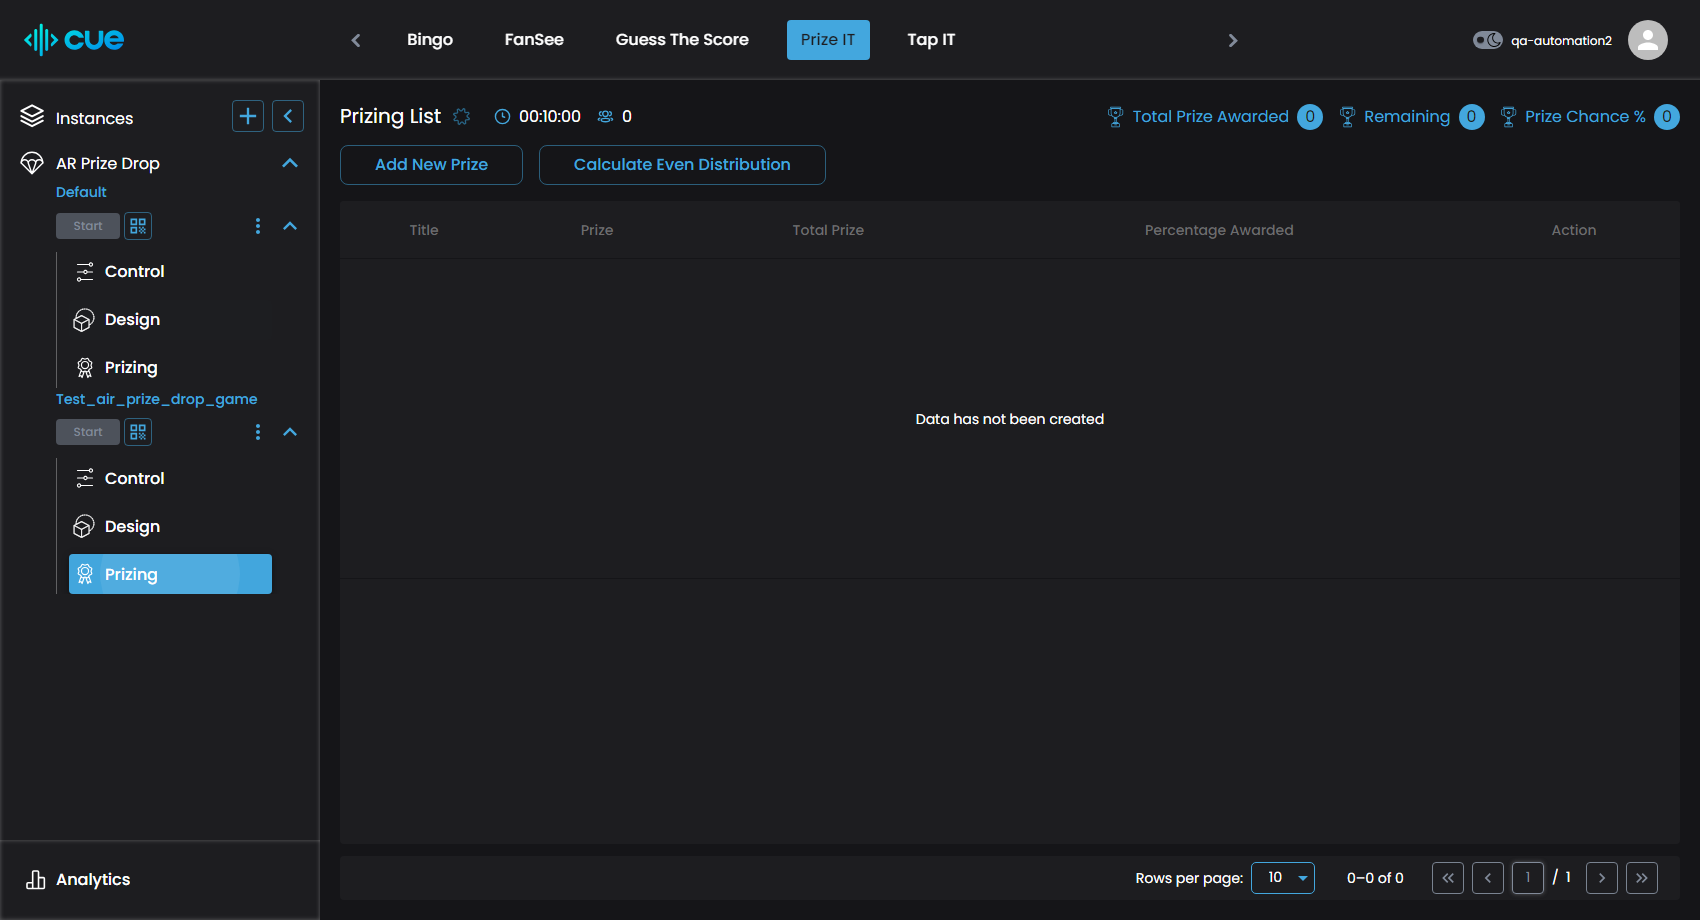 cue
Bingo FanSee Guess The Score Prize IT Tap IT
qa-automation2
Instances
AR Prize Drop
Default
Start
Control
Design
Prizing
Test_air_prize_drop_game
Start
Control
Design
Prizing
Analytics
Prizing List 00:10:00 0
Total Prize Awarded 0 Remaining 0 Prize Chance % 0
Add New Prize Calculate Even Distribution
Title Prize Total Prize Percentage Awarded Action
Data has not been created
Rows per page: 10 0–0 of 0 1 / 1